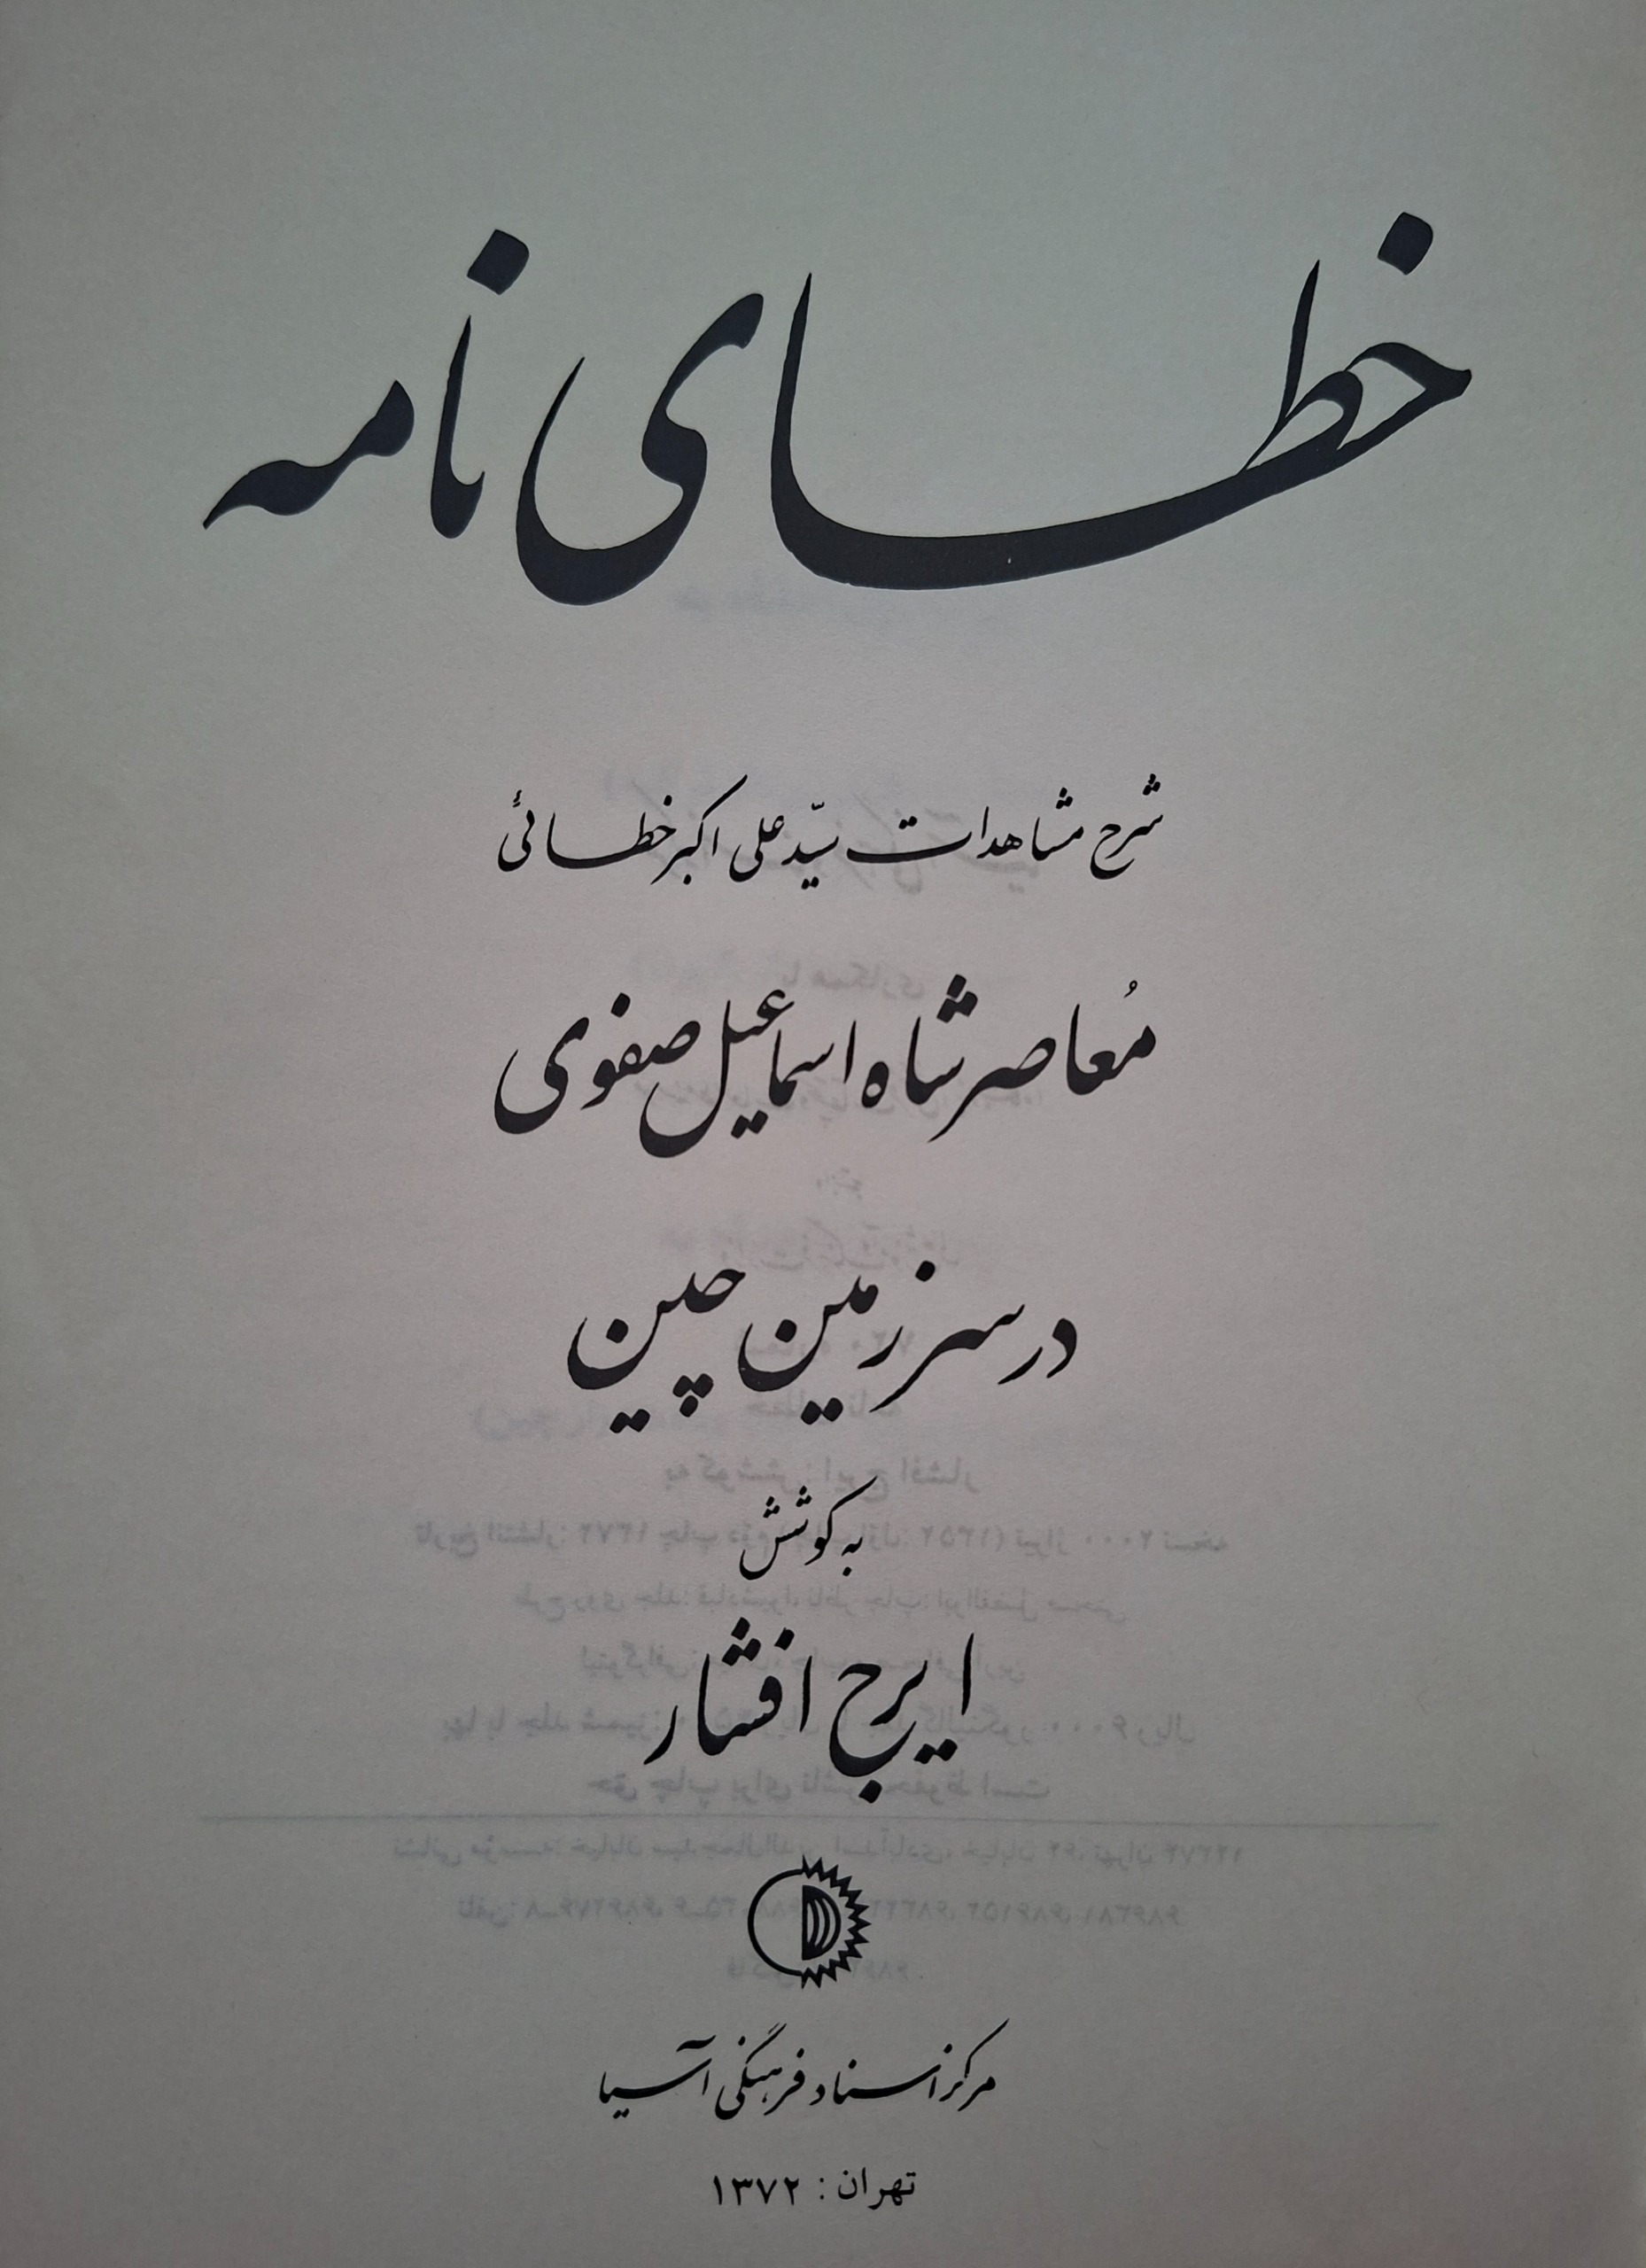 خطای نامه
شرح مشاهدات سیّد علی اکبر خطائی
مُعاصر شاه اسماعیل صفوی
در سرزمین چین
به کوشش
ایرج افشار
مرکز اسناد فرهنگی آسیا
تهران: ۱۳۷۲